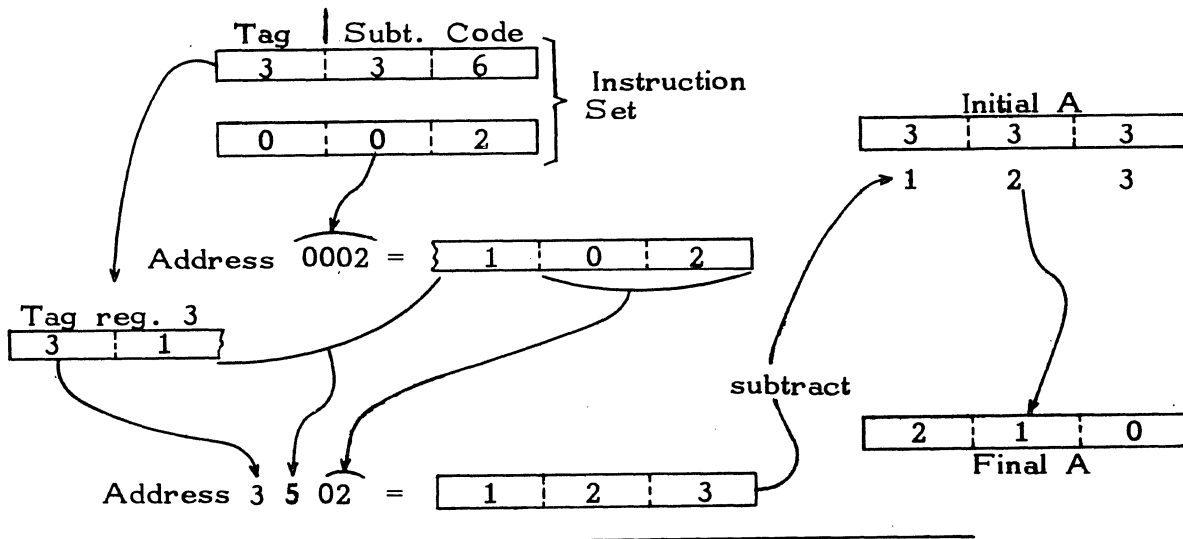 Tag Subt. Code
3 3 6
Instruction
Set
0 0 2
Initial A
3 3 3
1 2 3
Address 0002 = 1 0 2
Tag reg. 3
3 1
subtract
2 1 0
Final A
Address 3 5 02 = 1 2 3